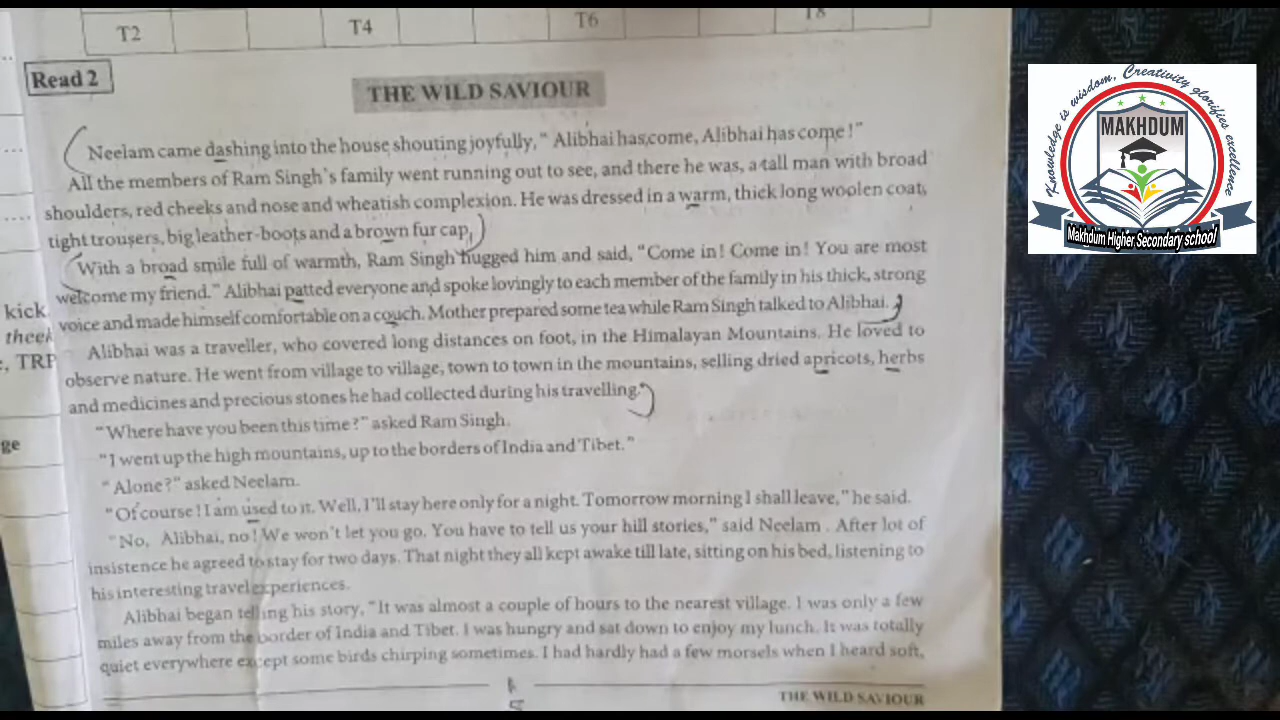 T2 T4 T6 T8
Read 2
THE WILD SAVIOUR
Neelam came dashing into the house shouting joyfully, " Alibhai has come, Alibhai has come !"
All the members of Ram Singh's family went running out to see, and there he was, a tall man with broad
shoulders, red cheeks and nose and wheatish complexion. He was dressed in a warm, thick long woolen coat,
tight trousers, big leather-boots and a brown fur cap.
With a broad smile full of warmth, Ram Singh hugged him and said, "Come in! Come in! You are most
welcome my friend." Alibhai patted everyone and spoke lovingly to each member of the family in his thick, strong
voice and made himself comfortable on a couch. Mother prepared some tea while Ram Singh talked to Alibhai.
Alibhai was a traveller, who covered long distances on foot, in the Himalayan Mountains. He loved to
observe nature. He went from village to village, town to town in the mountains, selling dried apricots, herbs
and medicines and precious stones he had collected during his travelling.
"Where have you been this time?" asked Ram Singh.
"I went up the high mountains, up to the borders of India and Tibet."
"Alone?" asked Neelam.
"Of course ! I am used to it. Well, I'll stay here only for a night. Tomorrow morning I shall leave," he said.
"No, Alibhai, no ! We won't let you go. You have to tell us your hill stories," said Neelam . After lot of
insistence he agreed to stay for two days. That night they all kept awake till late, sitting on his bed, listening to
his interesting travel experiences.
Alibhai began telling his story, "It was almost a couple of hours to the nearest village. I was only a few
miles away from the border of India and Tibet. I was hungry and sat down to enjoy my lunch. It was totally
quiet everywhere except some birds chirping sometimes. I had hardly had a few morsels when I heard soft,
THE WILD SAVIOUR
kick
theek
, TRP
ge
Knowledge is wisdom, Creativity glorifies excellence
MAKHDUM
Makhdum Higher Secondary school